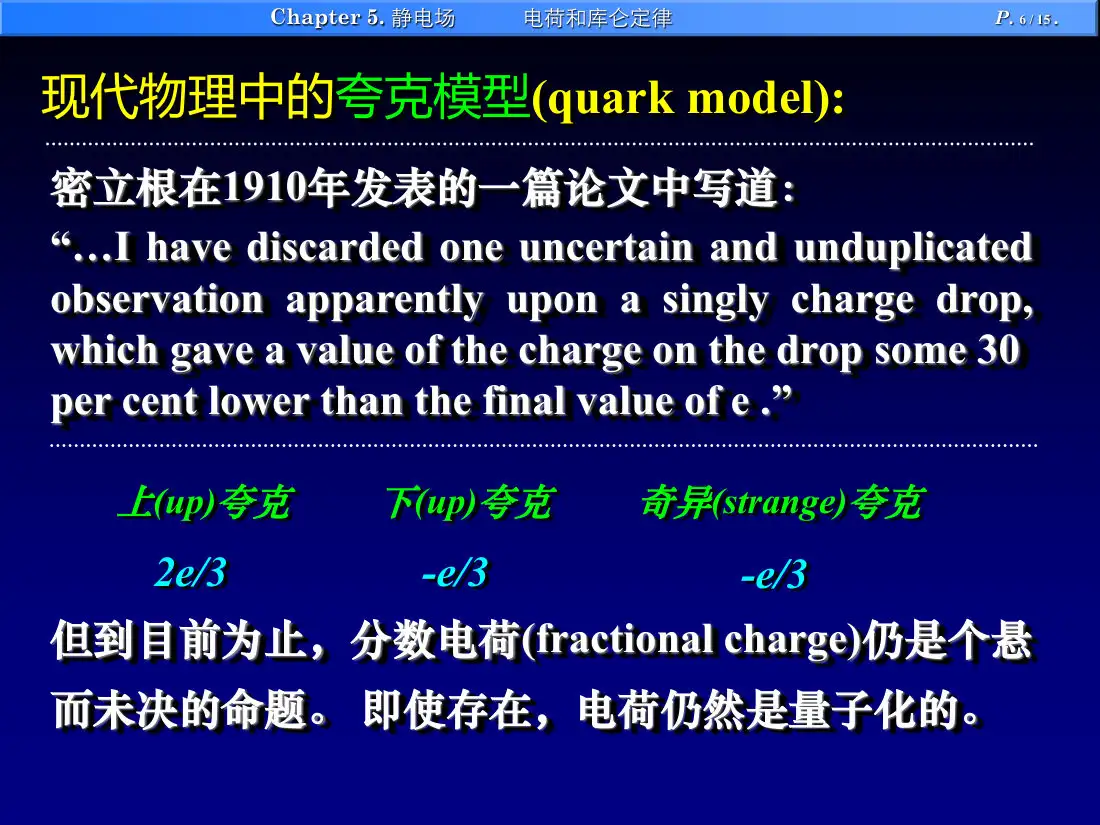 Chapter 5. 静电场 电荷和库仑定律 P. 6 / 15 .
现代物理中的夸克模型(quark model):
密立根在1910年发表的一篇论文中写道：
“…I have discarded one uncertain and unduplicated
observation apparently upon a singly charge drop,
which gave a value of the charge on the drop some 30
per cent lower than the final value of e .”
上(up)夸克 下(up)夸克 奇异(strange)夸克
2e/3 -e/3 -e/3
但到目前为止，分数电荷(fractional charge)仍是个悬
而未决的命题。 即使存在，电荷仍然是量子化的。